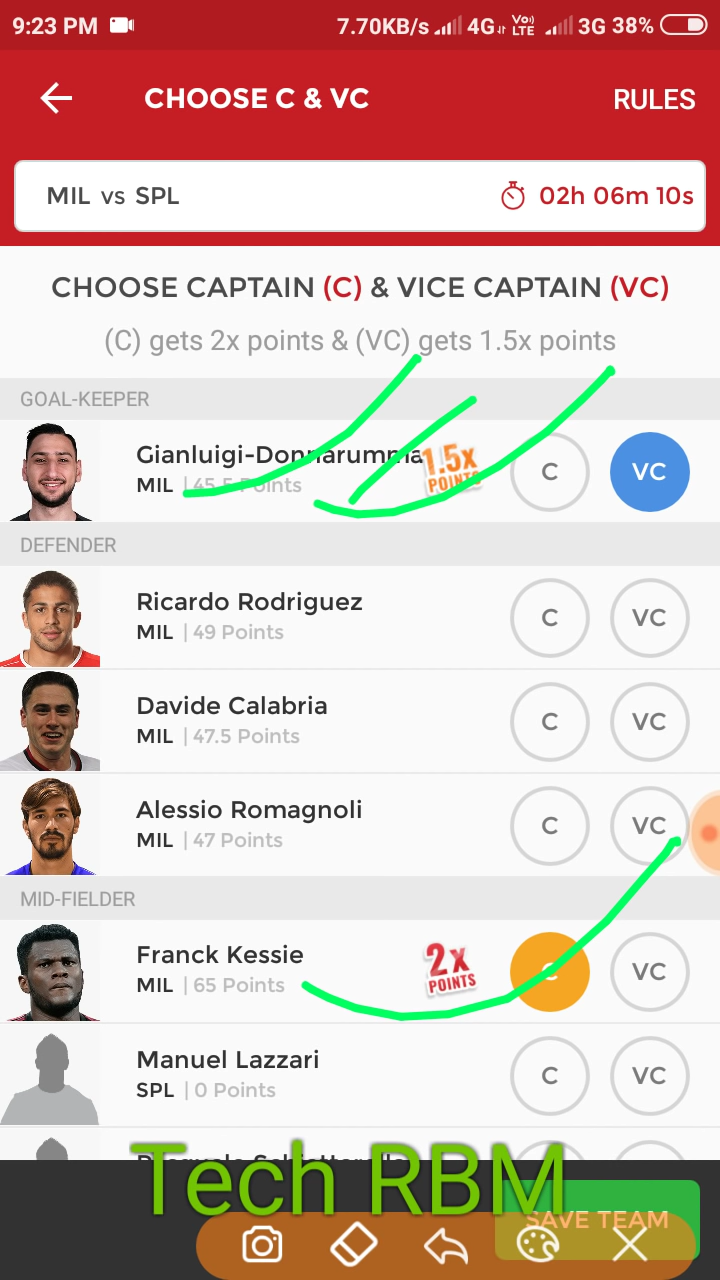 9:23 PM 7.70KB/s 4G Vo) LTE 3G 38%
CHOOSE C & VC RULES
MIL vs SPL 02h 06m 10s
CHOOSE CAPTAIN (C) & VICE CAPTAIN (VC)
(C) gets 2x points & (VC) gets 1.5x points
GOAL-KEEPER
Gianluigi-Donnarumma 1.5x POINTS C VC
MIL | 45.5 Points
DEFENDER
Ricardo Rodriguez C VC
MIL | 49 Points
Davide Calabria C VC
MIL | 47.5 Points
Alessio Romagnoli C VC
MIL | 47 Points
MID-FIELDER
Franck Kessie 2x POINTS C VC
MIL | 65 Points
Manuel Lazzari C VC
SPL | 0 Points
Tech RBM
SAVE TEAM